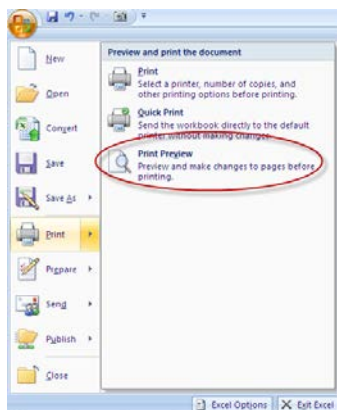 Preview and print the document
New
Open
Convert
Save
Save As
Print
Prepare
Send
Publish
Close
Print
Select a printer, number of copies, and
other printing options before printing.
Quick Print
Send the workbook directly to the default
printer without making changes.
Print Preview
Preview and make changes to pages before
printing.
Excel Options
Exit Excel